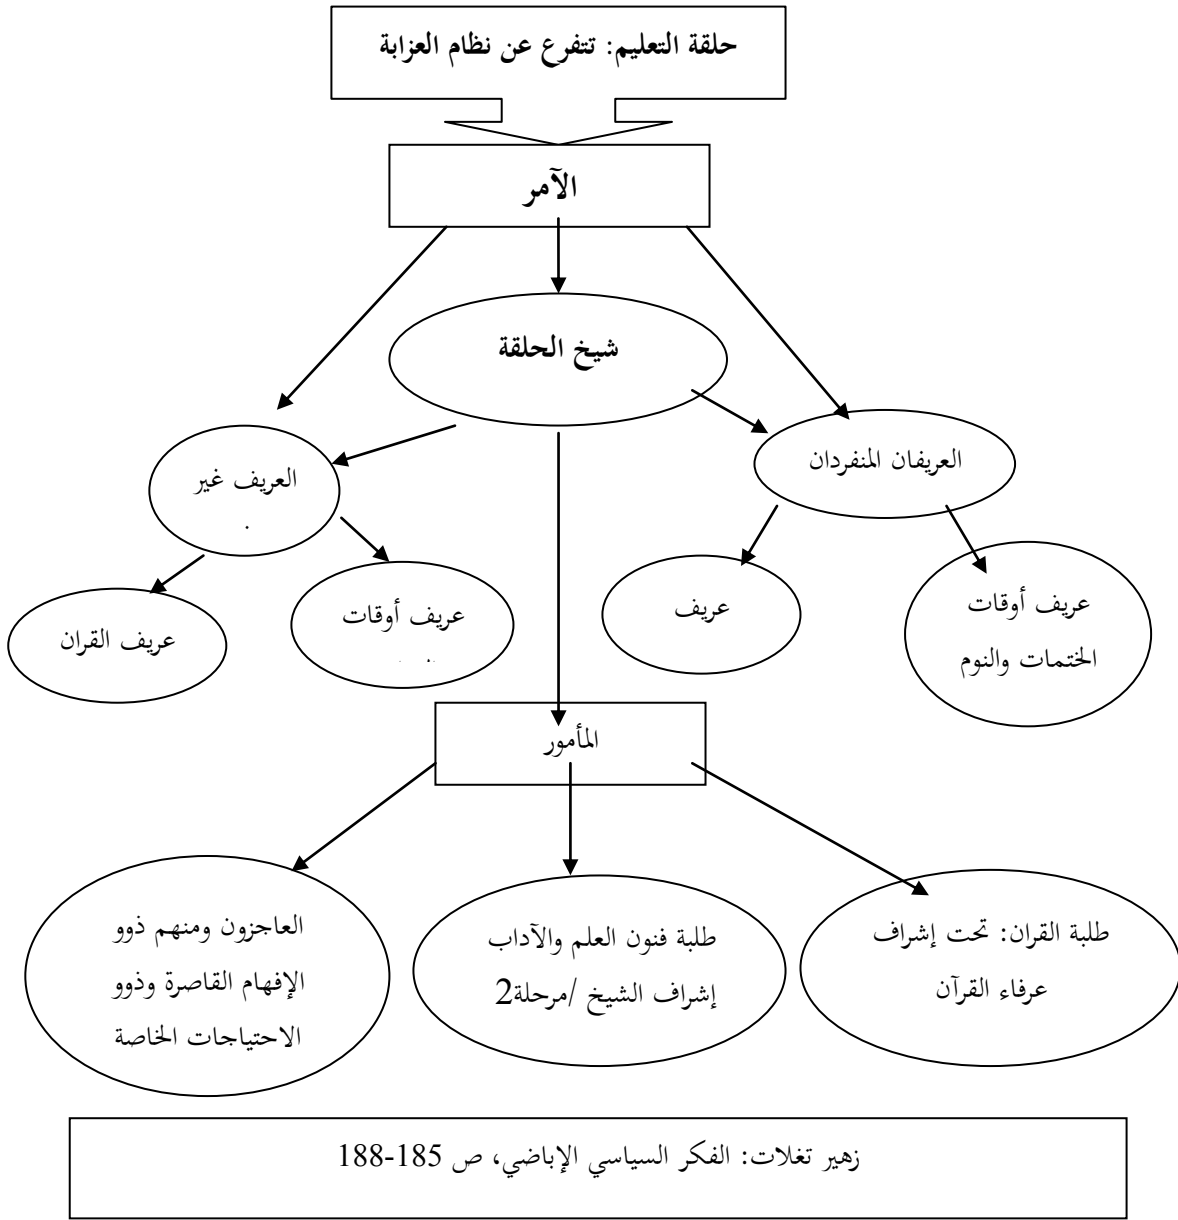 حلقة التعليم: تتفرع عن نظام العزابة
الآمر
شيخ الحلقة
العريفان المنفردان
العريف غير
عريف أوقات
الختمات والنوم
عريف
عريف أوقات
عريف القران
المأمور
طلبة القران: تحت إشراف
عرفاء القرآن
طلبة فنون العلم والآداب
إشراف الشيخ /مرحلة2
العاجزون ومنهم ذوو
الإفهام القاصرة وذوو
الاحتياجات الخاصة
زهير تغلات: الفكر السياسي الإباضي، ص 185-188